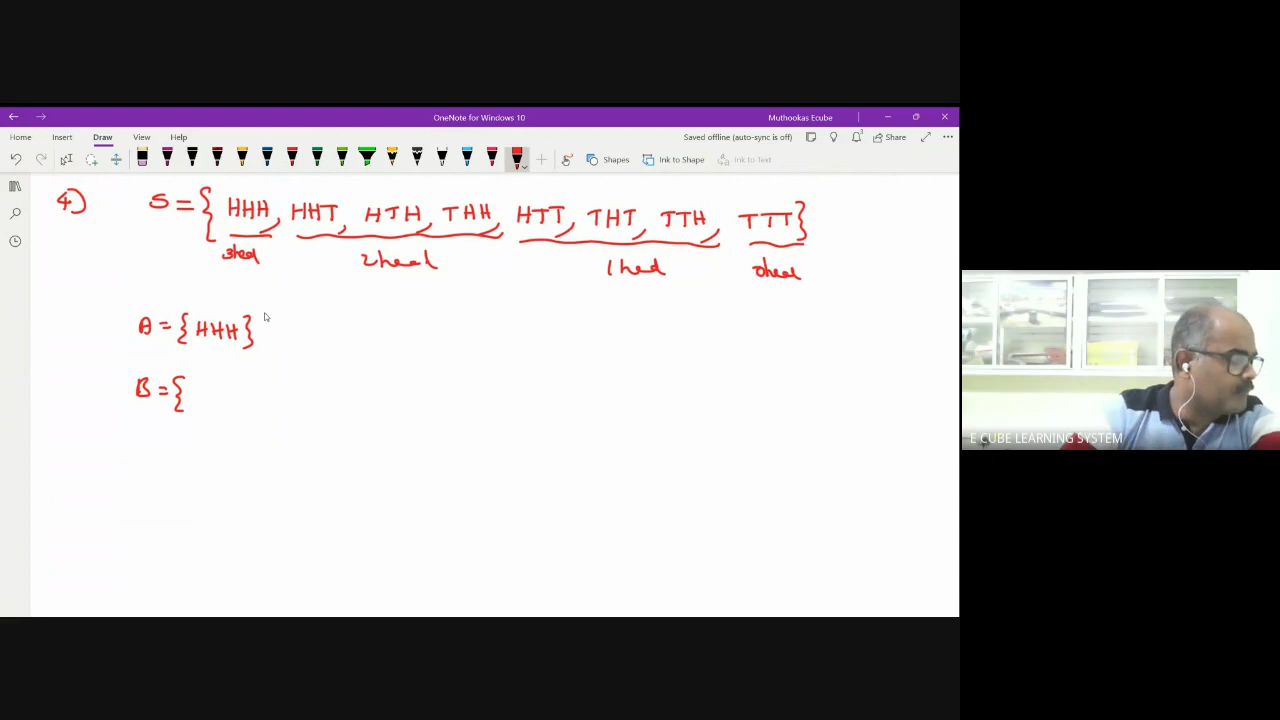 OneNote for Windows 10
Muthookas Ecube
Home Insert Draw View Help
Saved offline (auto-sync is off)
Share
Shapes
Ink to Shape
Ink to Text
4) S = { HHH, HHT, HTH, THH, HTT, THT, TTH, TTT }
3hed 2head 1hed 0head
A = { HHH }
B = {
E CUBE LEARNING SYSTEM